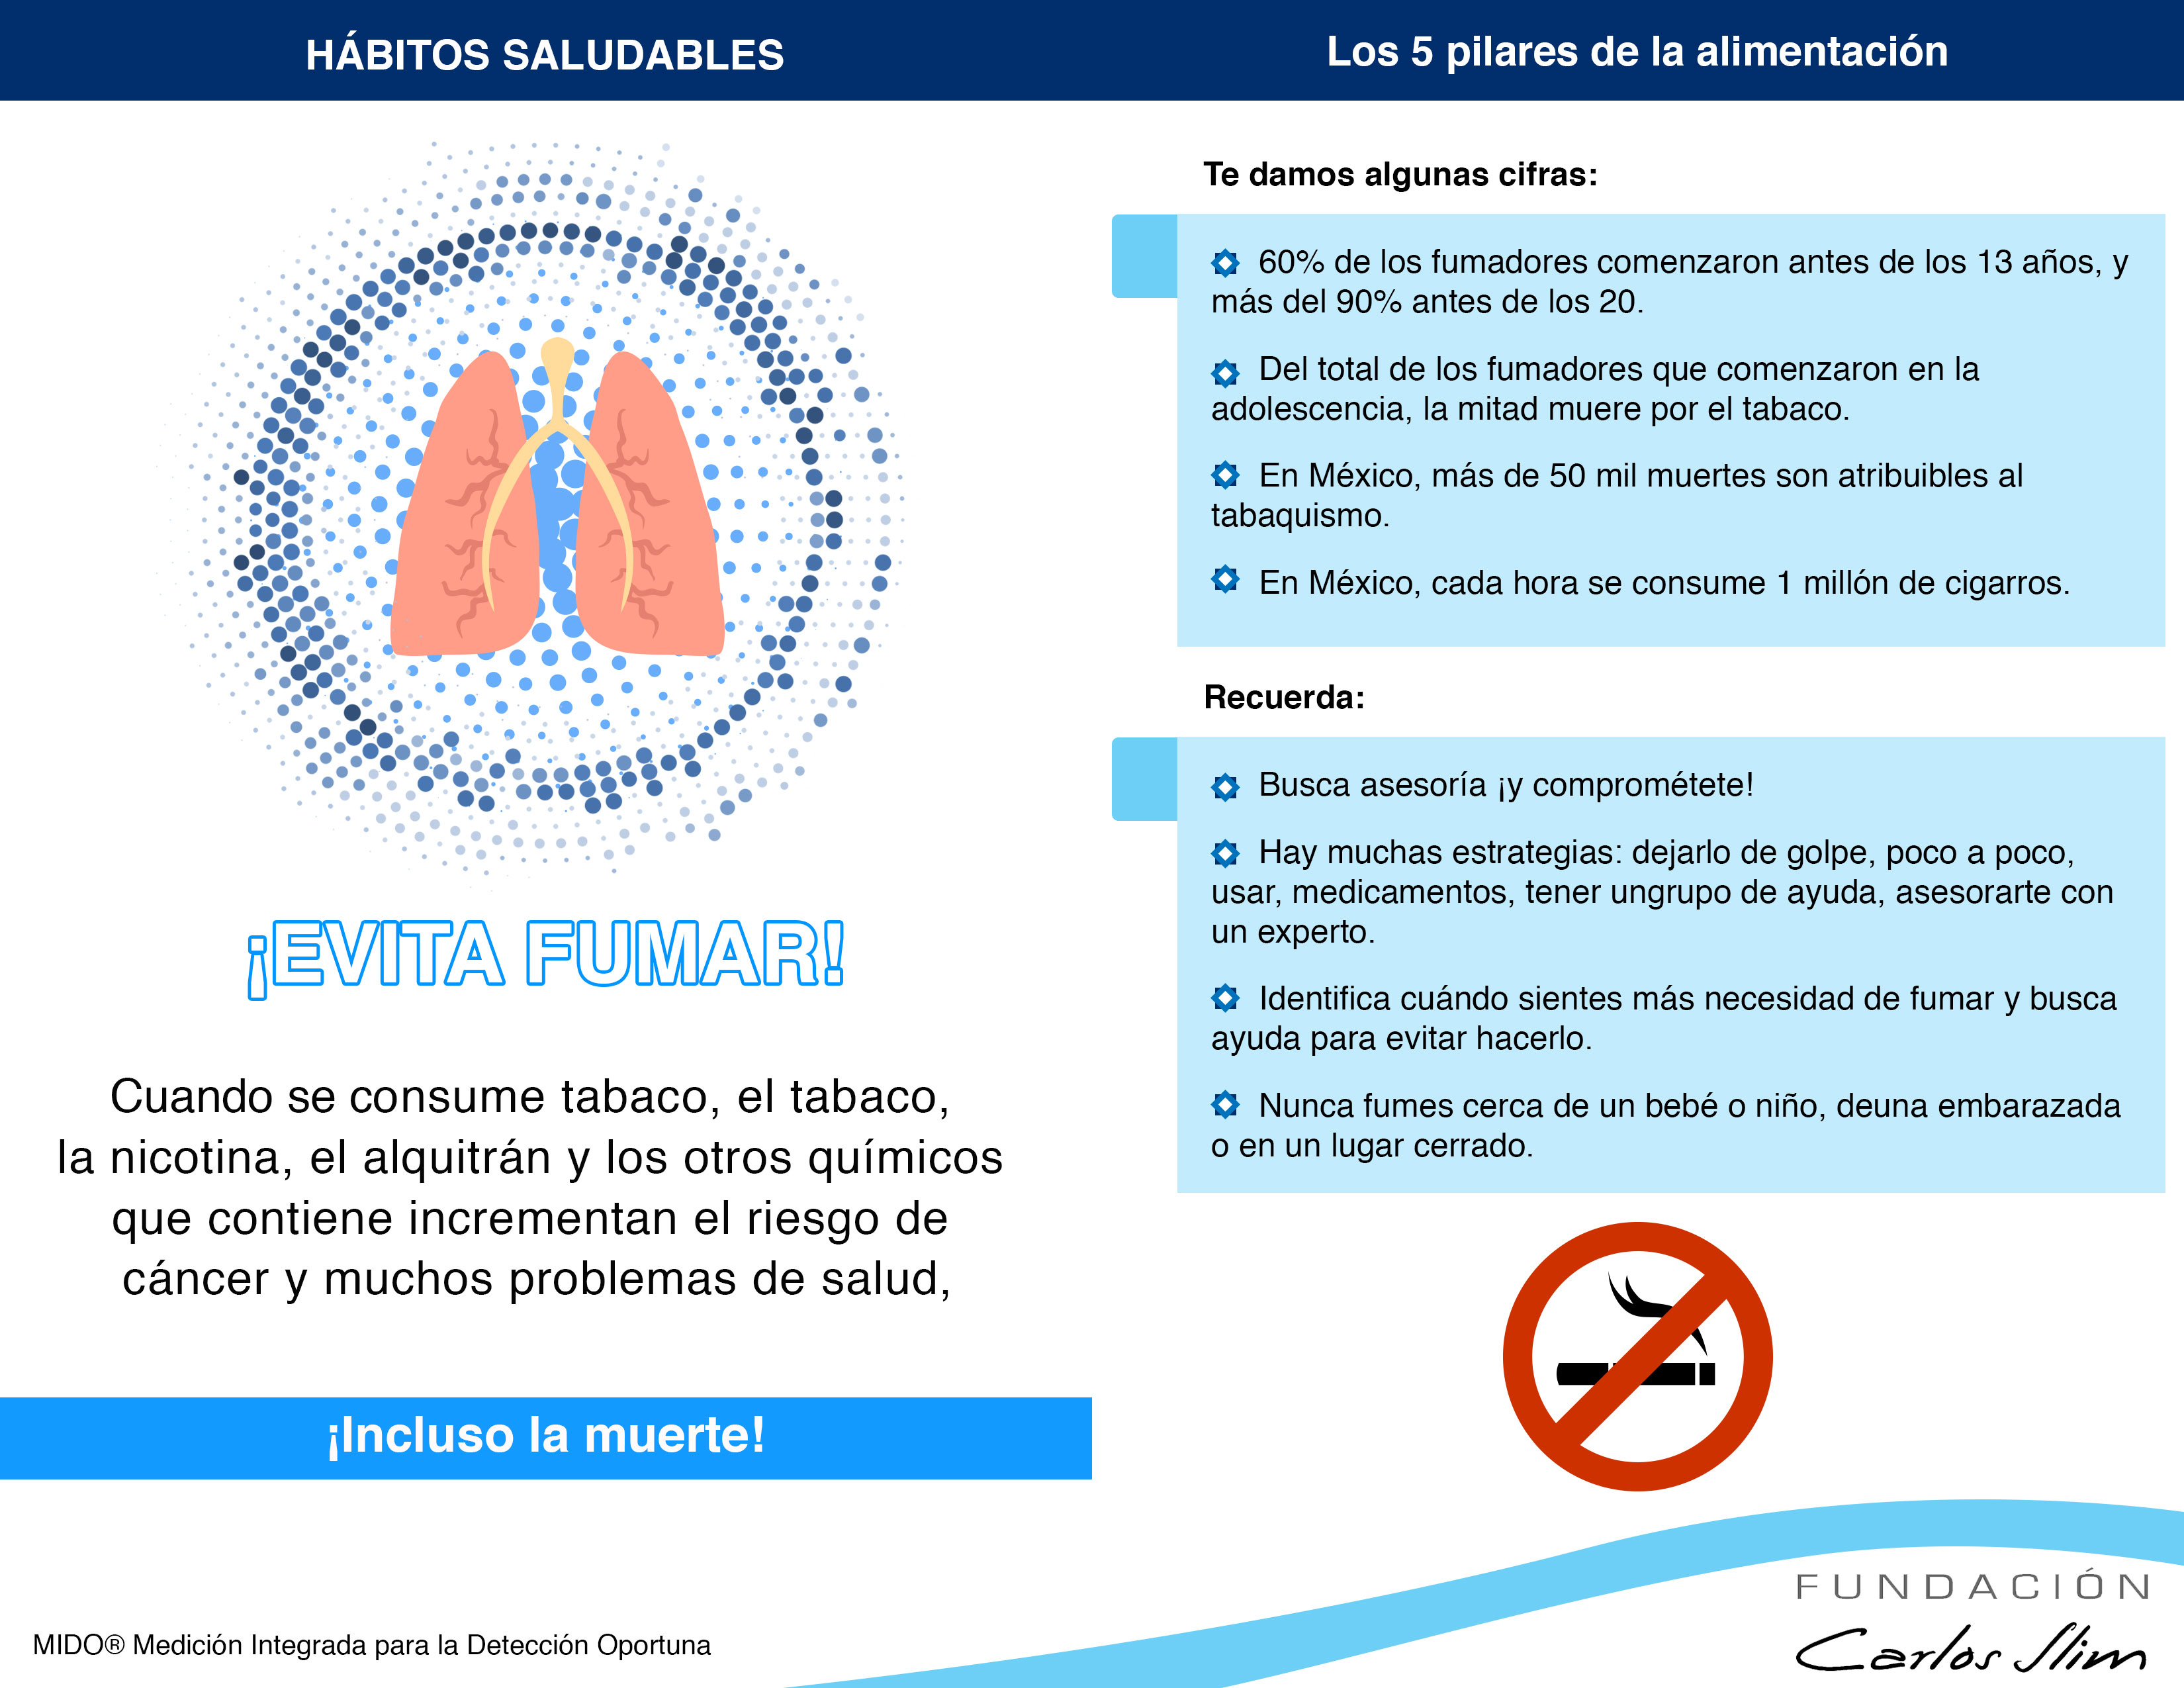 HÁBITOS SALUDABLES
¡EVITA FUMAR!
Cuando se consume tabaco, el tabaco,
la nicotina, el alquitrán y los otros químicos
que contiene incrementan el riesgo de
cáncer y muchos problemas de salud,
¡Incluso la muerte!
MIDO® Medición Integrada para la Detección Oportuna
Los 5 pilares de la alimentación
Te damos algunas cifras:
60% de los fumadores comenzaron antes de los 13 años, y
más del 90% antes de los 20.
Del total de los fumadores que comenzaron en la
adolescencia, la mitad muere por el tabaco.
En México, más de 50 mil muertes son atribuibles al
tabaquismo.
En México, cada hora se consume 1 millón de cigarros.
Recuerda:
Busca asesoría ¡y comprométete!
Hay muchas estrategias: dejarlo de golpe, poco a poco,
usar, medicamentos, tener ungrupo de ayuda, asesorarte con
un experto.
Identifica cuándo sientes más necesidad de fumar y busca
ayuda para evitar hacerlo.
Nunca fumes cerca de un bebé o niño, deuna embarazada
o en un lugar cerrado.
FUNDACIÓN
Carlos Slim